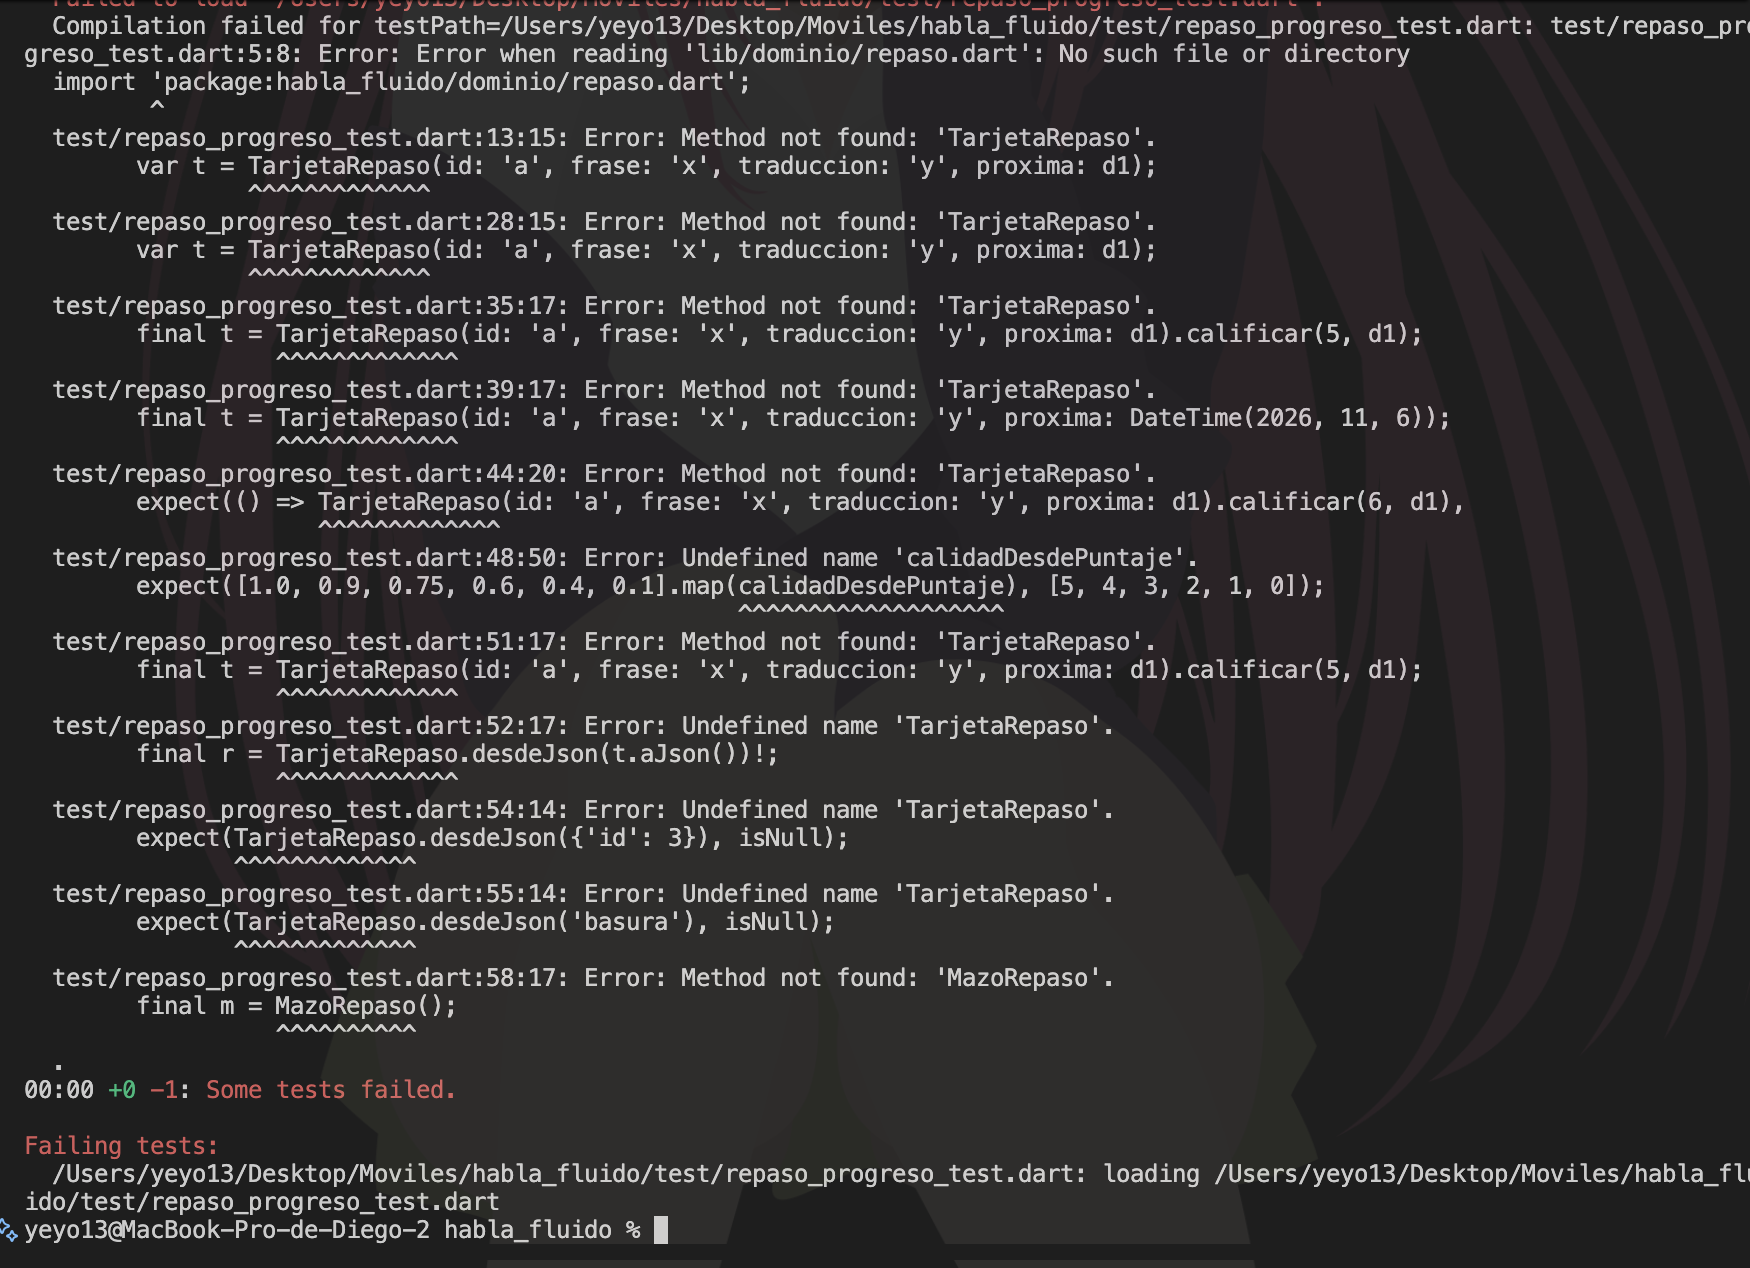 Failed to load "/Users/yeyo13/Desktop/Moviles/habla_fluido/test/repaso_progreso_test.dart":
Compilation failed for testPath=/Users/yeyo13/Desktop/Moviles/habla_fluido/test/repaso_progreso_test.dart: test/repaso_pro
greso_test.dart:5:8: Error: Error when reading 'lib/dominio/repaso.dart': No such file or directory
import 'package:habla_fluido/dominio/repaso.dart';
^
test/repaso_progreso_test.dart:13:15: Error: Method not found: 'TarjetaRepaso'.
var t = TarjetaRepaso(id: 'a', frase: 'x', traduccion: 'y', proxima: d1);
^^^^^^^^^^^^^
test/repaso_progreso_test.dart:28:15: Error: Method not found: 'TarjetaRepaso'.
var t = TarjetaRepaso(id: 'a', frase: 'x', traduccion: 'y', proxima: d1);
^^^^^^^^^^^^^
test/repaso_progreso_test.dart:35:17: Error: Method not found: 'TarjetaRepaso'.
final t = TarjetaRepaso(id: 'a', frase: 'x', traduccion: 'y', proxima: d1).calificar(5, d1);
^^^^^^^^^^^^^
test/repaso_progreso_test.dart:39:17: Error: Method not found: 'TarjetaRepaso'.
final t = TarjetaRepaso(id: 'a', frase: 'x', traduccion: 'y', proxima: DateTime(2026, 11, 6));
^^^^^^^^^^^^^
test/repaso_progreso_test.dart:44:20: Error: Method not found: 'TarjetaRepaso'.
expect(() => TarjetaRepaso(id: 'a', frase: 'x', traduccion: 'y', proxima: d1).calificar(6, d1),
^^^^^^^^^^^^^
test/repaso_progreso_test.dart:48:50: Error: Undefined name 'calidadDesdePuntaje'.
expect([1.0, 0.9, 0.75, 0.6, 0.4, 0.1].map(calidadDesdePuntaje), [5, 4, 3, 2, 1, 0]);
^^^^^^^^^^^^^^^^^^^
test/repaso_progreso_test.dart:51:17: Error: Method not found: 'TarjetaRepaso'.
final t = TarjetaRepaso(id: 'a', frase: 'x', traduccion: 'y', proxima: d1).calificar(5, d1);
^^^^^^^^^^^^^
test/repaso_progreso_test.dart:52:17: Error: Undefined name 'TarjetaRepaso'.
final r = TarjetaRepaso.desdeJson(t.aJson())!;
^^^^^^^^^^^^^
test/repaso_progreso_test.dart:54:14: Error: Undefined name 'TarjetaRepaso'.
expect(TarjetaRepaso.desdeJson({'id': 3}), isNull);
^^^^^^^^^^^^^
test/repaso_progreso_test.dart:55:14: Error: Undefined name 'TarjetaRepaso'.
expect(TarjetaRepaso.desdeJson('basura'), isNull);
^^^^^^^^^^^^^
test/repaso_progreso_test.dart:58:17: Error: Method not found: 'MazoRepaso'.
final m = MazoRepaso();
^^^^^^^^^^
.
00:00 +0 -1: Some tests failed.
Failing tests:
/Users/yeyo13/Desktop/Moviles/habla_fluido/test/repaso_progreso_test.dart: loading /Users/yeyo13/Desktop/Moviles/habla_flu
ido/test/repaso_progreso_test.dart
yeyo13@MacBook-Pro-de-Diego-2 habla_fluido %